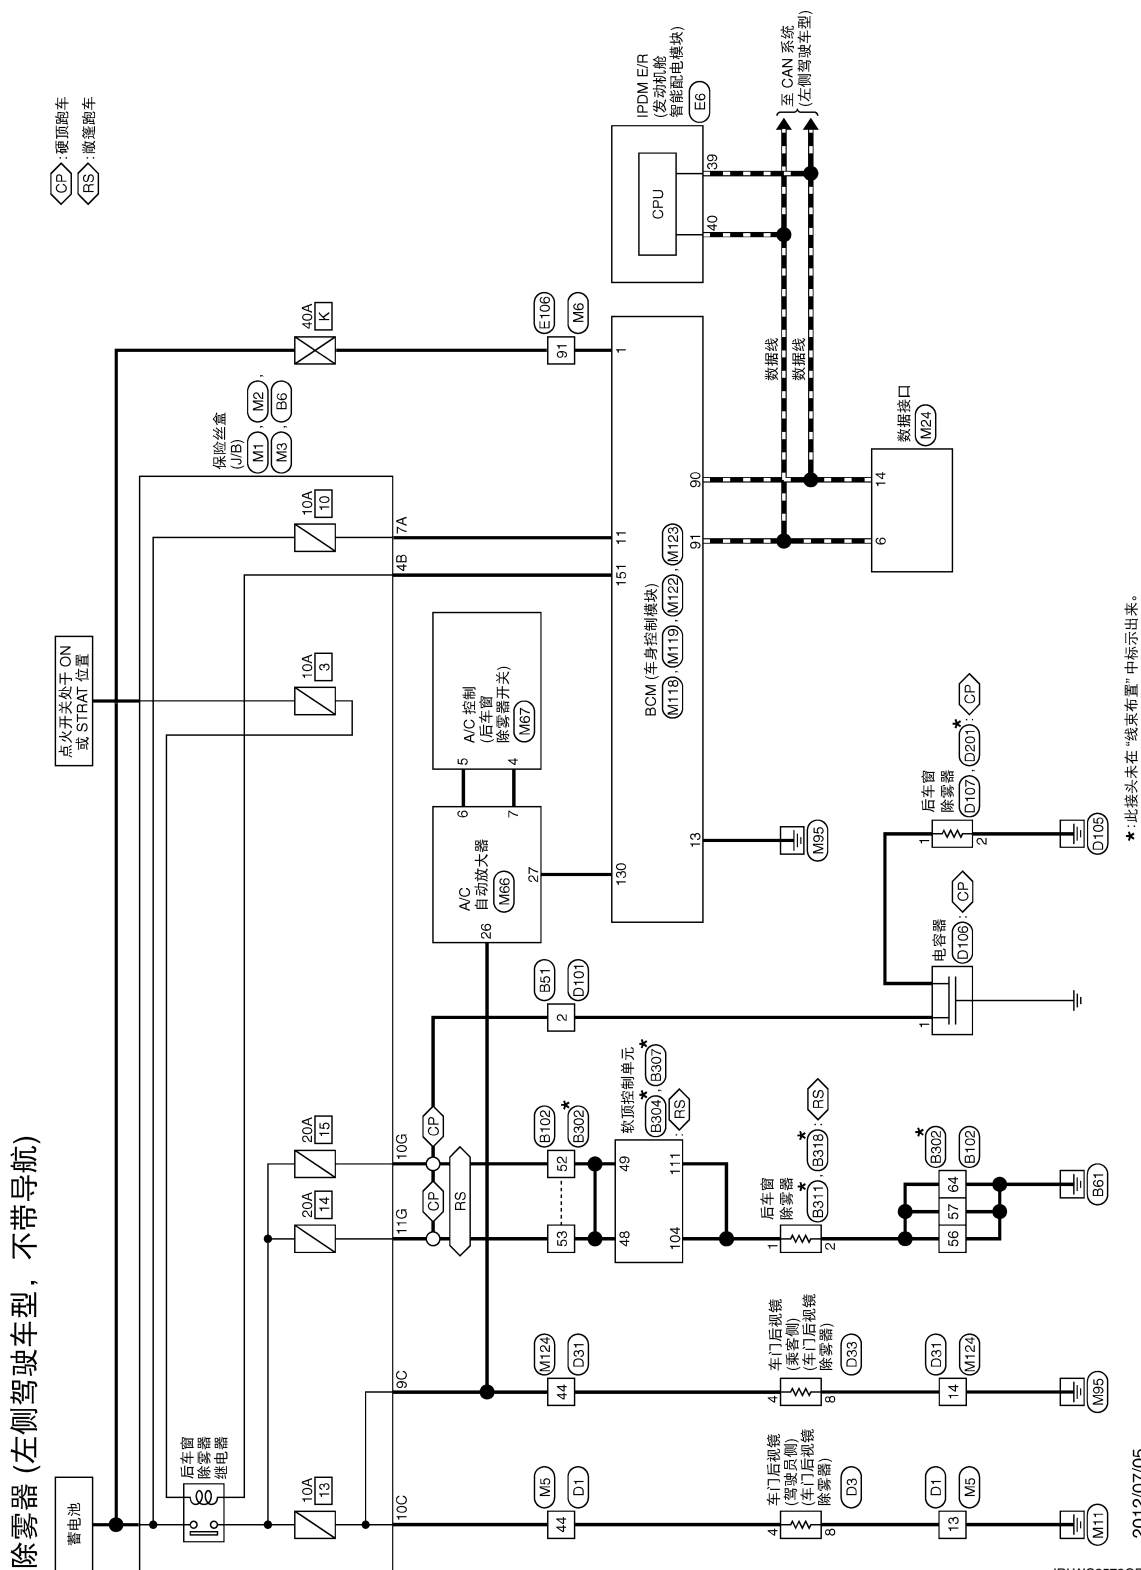 除雾器 (左侧驾驶车型，不带导航)
CP
:硬顶跑车
RS
:敞篷跑车
蓄电池
点火开关处于 ON
或 STRAT 位置
保险丝盒
(J/B)
M1
,
M2
,
M3
,
B6
后车窗
除雾器
继电器
10A
13
20A
14
20A
15
10A
3
10A
10
40A
K
10C
9C
11G
10G
4B
7A
CP
CP
RS
A/C
自动放大器
M66
26
27
6
7
A/C 控制
(后车窗
除雾器开关)
M67
5
4
M5
44
D1
M124
44
D31
53
52
B102
B302
*
B51
2
D101
E106
91
M6
软顶控制单元
B304
*
,
B307
*
:
RS
48
49
104
111
130
151
11
1
13
91
90
BCM (车身控制模块)
M118
,
M119
,
M122
,
M123
IPDM E/R
(发动机舱
智能配电模块)
E6
CPU
40
39
至 CAN 系统
(左侧驾驶车型)
数据线
数据线
数据接口
M24
6
14
M95
车门后视镜
(驾驶员侧)
(车门后视镜
除雾器)
D3
4
8
车门后视镜
(乘客侧)
(车门后视镜
除雾器)
D33
4
8
后车窗
除雾器
B311
*
,
B318
*
:
RS
1
2
电容器
D106
:
CP
1
后车窗
除雾器
D107
,
D201
*
:
CP
1
2
D1
13
M5
D31
14
M124
56
57
64
B302
*
B102
M11
M95
B61
D105
*:此接头未在 “线束布置” 中标示出来。
2012/07/05